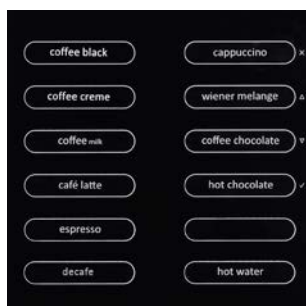 coffee black
coffee creme
coffee milk
café latte
espresso
decafe
cappuccino
wiener melange
coffee chocolate
hot chocolate
hot water